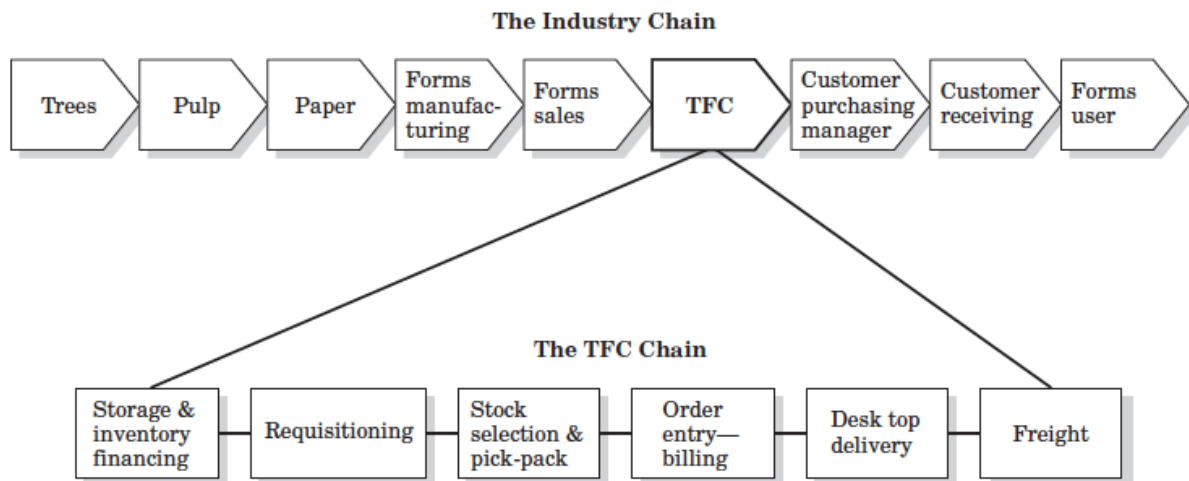 The Industry Chain
Trees
Pulp
Paper
Forms
manufac-
turing
Forms
sales
TFC
Customer
purchasing
manager
Customer
receiving
Forms
user
The TFC Chain
Storage &
inventory
financing
Requisitioning
Stock
selection &
pick-pack
Order
entry—
billing
Desk top
delivery
Freight